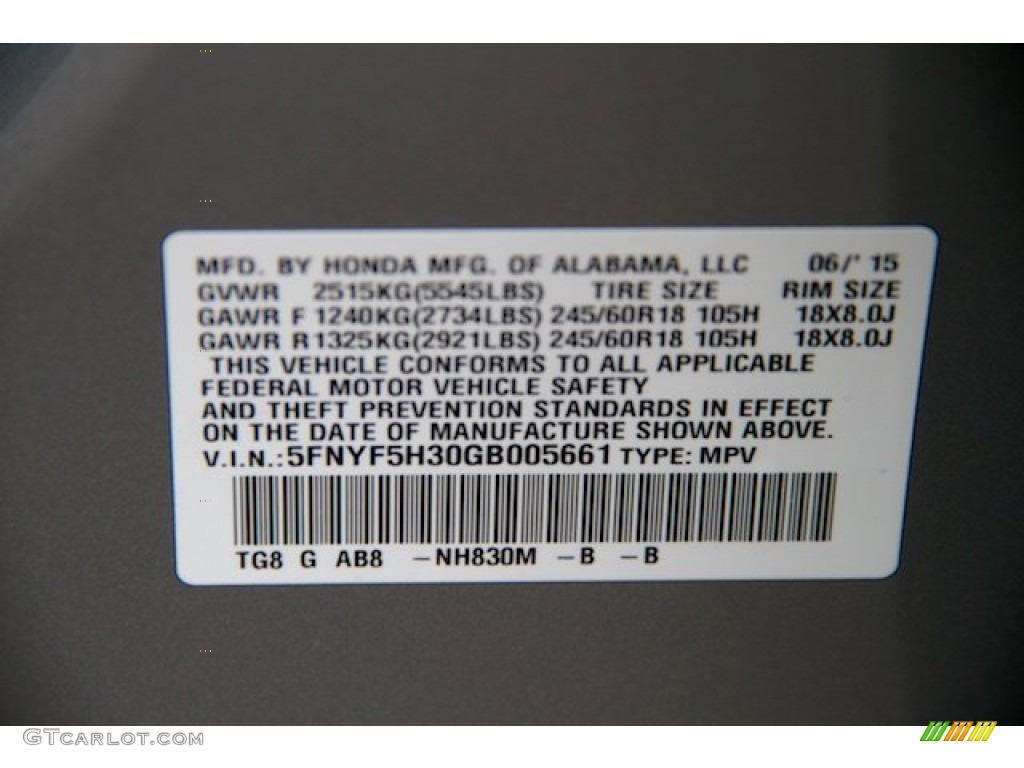 MFD. BY HONDA MFG. OF ALABAMA, LLC 06/' 15
GVWR 2515KG(5545LBS) TIRE SIZE RIM SIZE
GAWR F 1240KG(2734LBS) 245/60R18 105H 18X8.0J
GAWR R 1325KG(2921LBS) 245/60R18 105H 18X8.0J
THIS VEHICLE CONFORMS TO ALL APPLICABLE
FEDERAL MOTOR VEHICLE SAFETY
AND THEFT PREVENTION STANDARDS IN EFFECT
ON THE DATE OF MANUFACTURE SHOWN ABOVE.
V.I.N.: 5FNYF5H30GB005661 TYPE: MPV
TG8 G AB8 –NH830M –B –B
GTCARLOT.COM